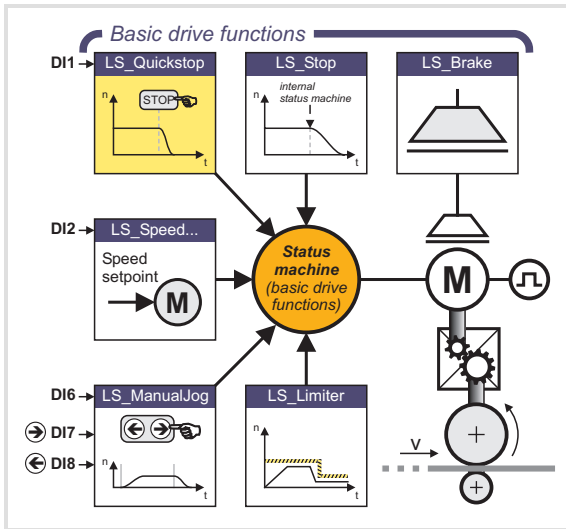 Basic drive functions
DI1
LS_Quickstop
LS_Stop
LS_Brake
n
STOP
t
n
internal
status machine
t
DI2
LS_Speed...
Speed
setpoint
M
Status
machine
(basic drive
functions)
M
DI6
LS_ManualJog
LS_Limiter
DI7
DI8
n
t
n
t
V